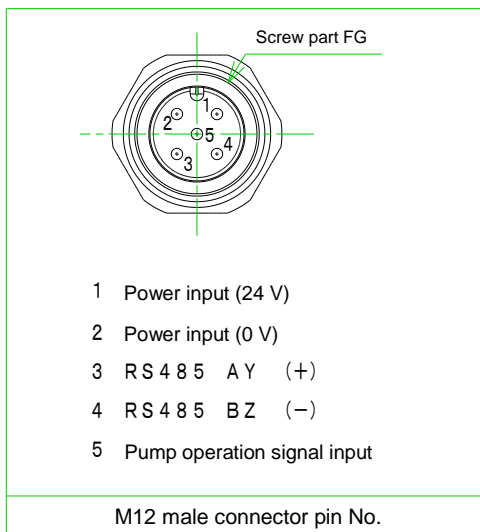 Screw part FG
1
2
5
4
3
1 Power input (24 V)
2 Power input (0 V)
3 RS485 AY (+)
4 RS485 BZ (−)
5 Pump operation signal input
M12 male connector pin No.